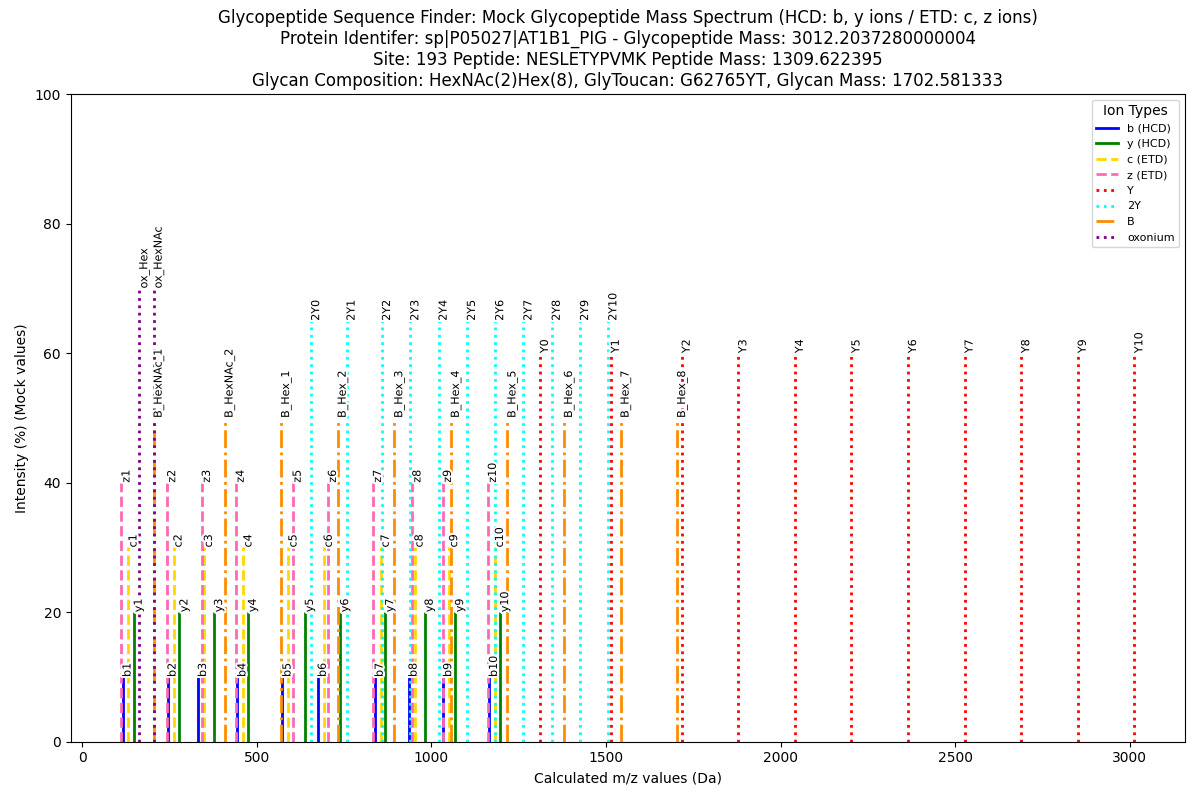 Glycopeptide Sequence Finder: Mock Glycopeptide Mass Spectrum (HCD: b, y ions / ETD: c, z ions)
Protein Identifer: sp|P05027|AT1B1_PIG - Glycopeptide Mass: 3012.2037280000004
Site: 193 Peptide: NESLETYPVMK Peptide Mass: 1309.622395
Glycan Composition: HexNAc(2)Hex(8), GlyToucan: G62765YT, Glycan Mass: 1702.581333
Ion Types
b (HCD)
y (HCD)
c (ETD)
z (ETD)
Y
2Y
B
oxonium
100
80
60
40
20
0
Intensity (%) (Mock values)
ox_Hex
ox_HexNAc
2Y0
2Y1
2Y2
2Y3
2Y4
2Y5
2Y6
2Y7
2Y8
2Y9
2Y10
Y0
Y1
Y2
Y3
Y4
Y5
Y6
Y7
Y8
Y9
Y10
B_HexNAc_1
B_HexNAc_2
B_Hex_1
B_Hex_2
B_Hex_3
B_Hex_4
B_Hex_5
B_Hex_6
B_Hex_7
B_Hex_8
z1
z2
z3
z4
z5
z6
z7
z8
z9
z10
c1
c2
c3
c4
c5
c6
c7
c8
c9
c10
y1
y2
y3
y4
y5
y6
y7
y8
y9
y10
b1
b2
b3
b4
b5
b6
b7
b8
b9
b10
0
500
1000
1500
2000
2500
3000
Calculated m/z values (Da)